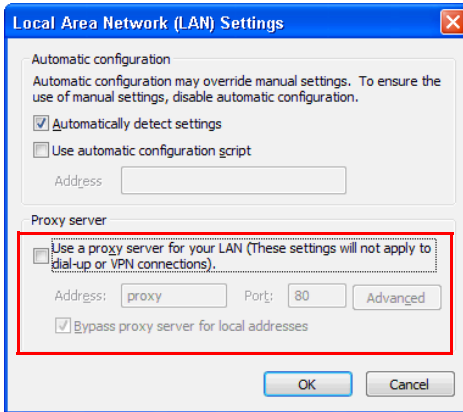 Local Area Network (LAN) Settings
Automatic configuration
Automatic configuration may override manual settings. To ensure the
use of manual settings, disable automatic configuration.
Automatically detect settings
Use automatic configuration script
Address
Proxy server
Use a proxy server for your LAN (These settings will not apply to
dial-up or VPN connections).
Address: proxy Port: 80 Advanced
Bypass proxy server for local addresses
OK Cancel